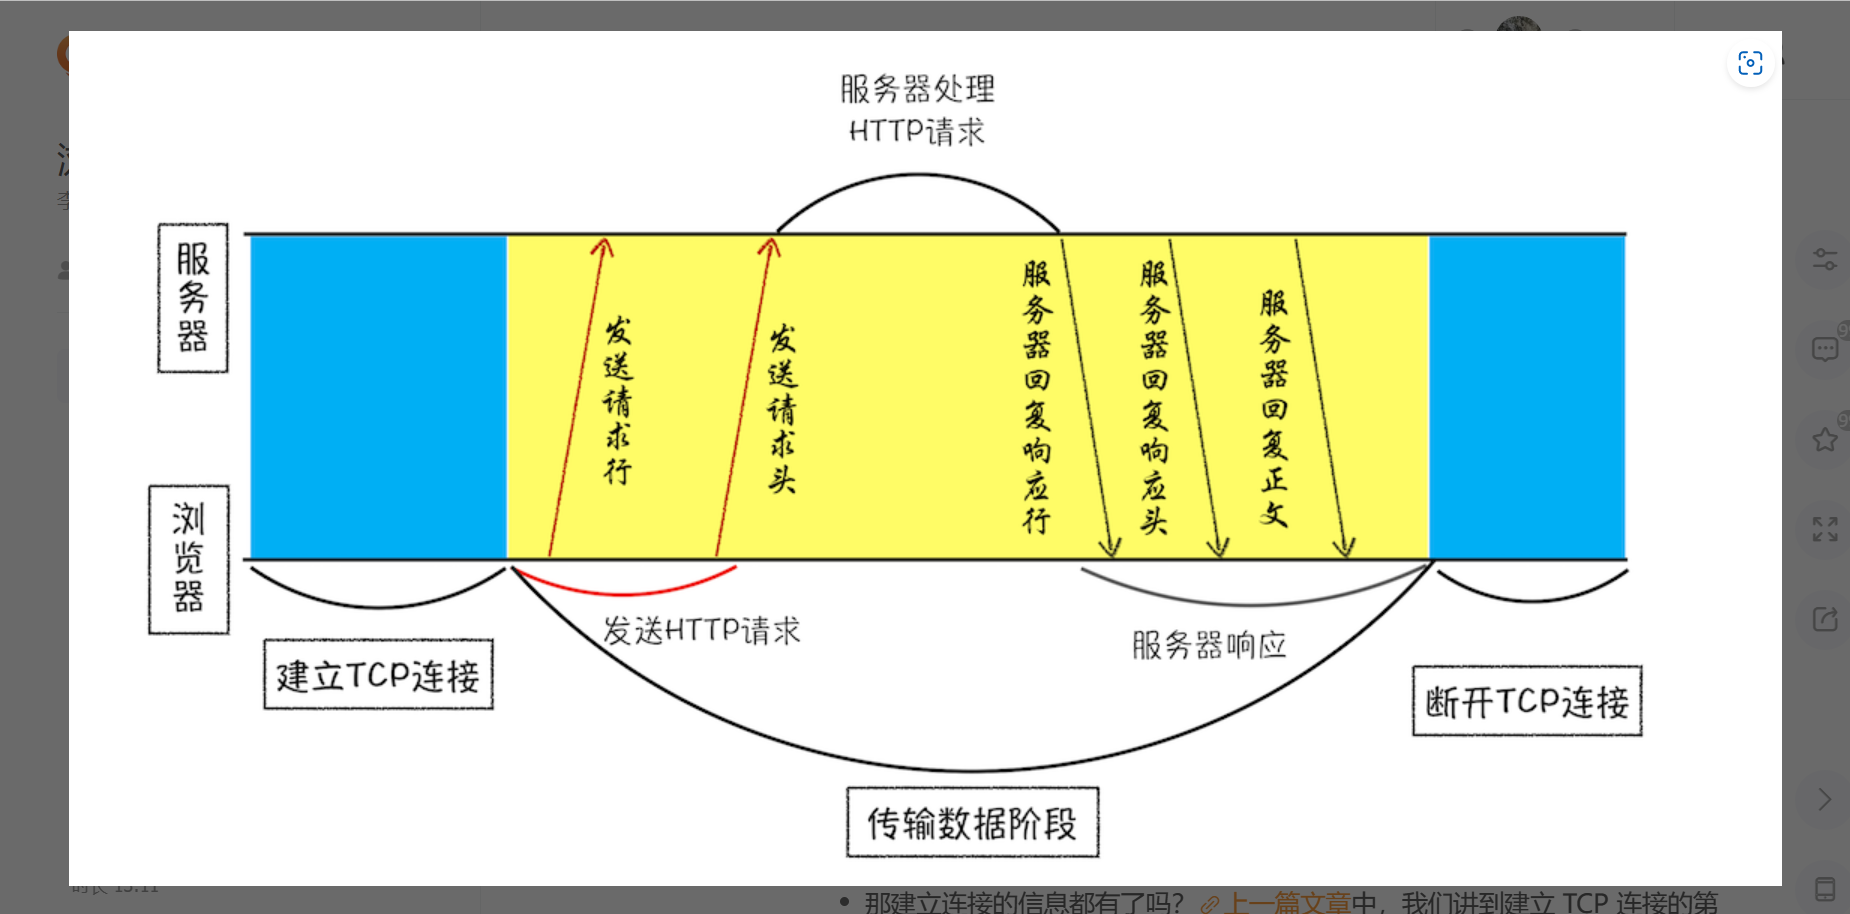 服务器处理
HTTP请求
服务器
浏览器
发送请求行
发送请求头
服务器回复响应行
服务器回复响应头
服务器回复正文
发送HTTP请求
服务器响应
建立TCP连接
断开TCP连接
传输数据阶段
时长 15:11
那建立连接的信息都有了吗？上一篇文章中，我们讲到建立 TCP 连接的第